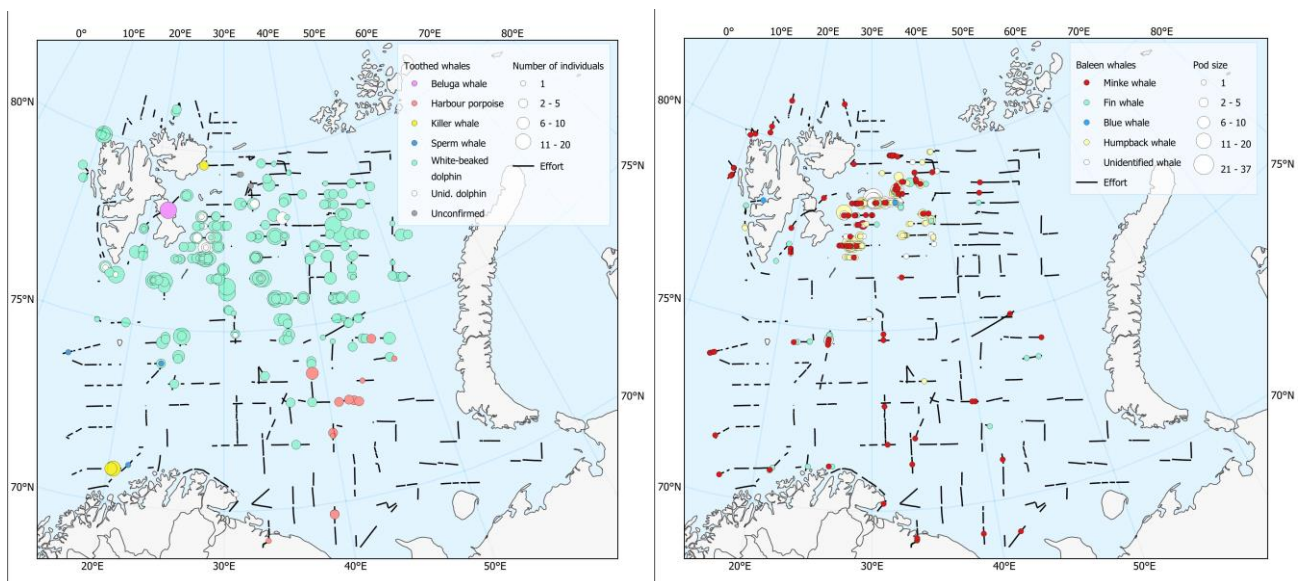 0° 10°E 20°E 30°E 40°E 50°E 60°E 70°E 80°E
80°N
75°N
70°N
75°N
70°N
20°E 30°E 40°E 50°E
Toothed whales
Beluga whale
Harbour porpoise
Killer whale
Sperm whale
White-beaked
dolphin
Unid. dolphin
Unconfirmed
Number of individuals
1
2 - 5
6 - 10
11 - 20
Effort
0° 10°E 20°E 30°E 40°E 50°E 60°E 70°E 80°E
80°N
75°N
70°N
75°N
70°N
20°E 30°E 40°E 50°E
Baleen whales
Minke whale
Fin whale
Blue whale
Humpback whale
Unidentified whale
Effort
Pod size
1
2 - 5
6 - 10
11 - 20
21 - 37